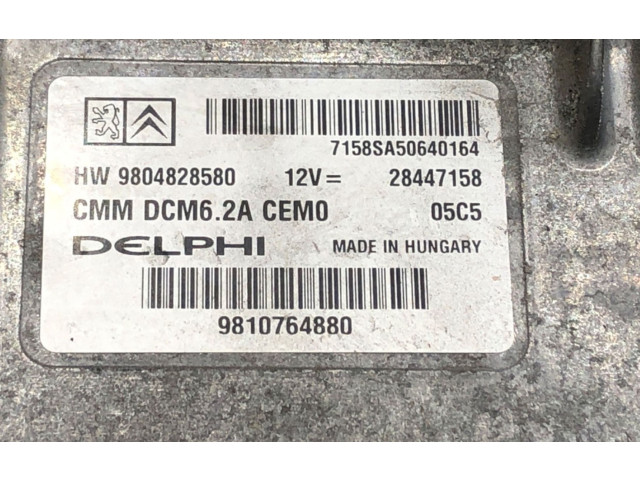 7158SA50640164
HW 9804828580 12V= 28447158
CMM DCM6.2A CEM0 05C5
DELPHI MADE IN HUNGARY
9810764880